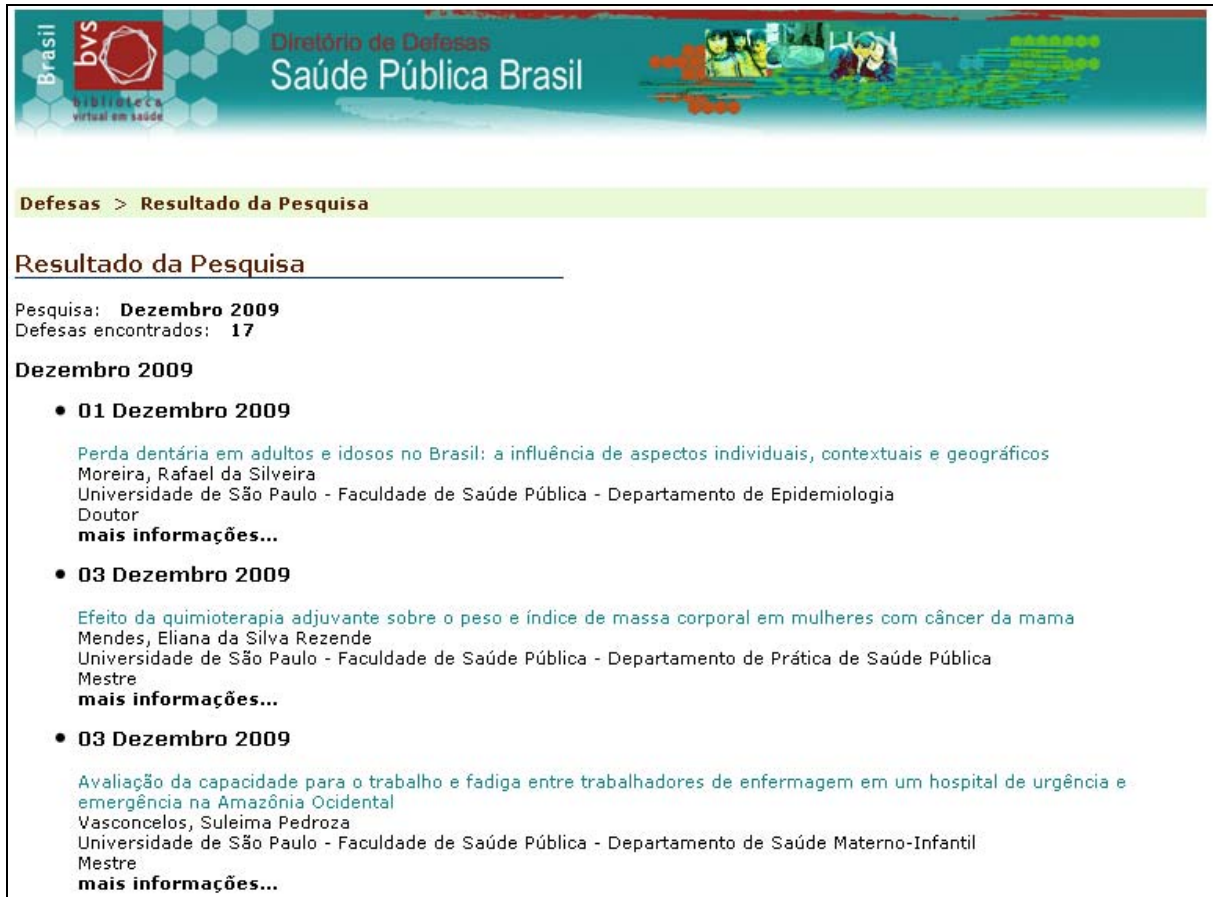 Brasil
bvs
biblioteca
virtual em saúde
Diretório de Defesas
Saúde Pública Brasil
Defesas > Resultado da Pesquisa
Resultado da Pesquisa
Pesquisa: Dezembro 2009
Defesas encontrados: 17
Dezembro 2009
• 01 Dezembro 2009
Perda dentária em adultos e idosos no Brasil: a influência de aspectos individuais, contextuais e geográficos
Moreira, Rafael da Silveira
Universidade de São Paulo - Faculdade de Saúde Pública - Departamento de Epidemiologia
Doutor
mais informações...
• 03 Dezembro 2009
Efeito da quimioterapia adjuvante sobre o peso e índice de massa corporal em mulheres com câncer da mama
Mendes, Eliana da Silva Rezende
Universidade de São Paulo - Faculdade de Saúde Pública - Departamento de Prática de Saúde Pública
Mestre
mais informações...
• 03 Dezembro 2009
Avaliação da capacidade para o trabalho e fadiga entre trabalhadores de enfermagem em um hospital de urgência e
emergência na Amazônia Ocidental
Vasconcelos, Suleima Pedroza
Universidade de São Paulo - Faculdade de Saúde Pública - Departamento de Saúde Materno-Infantil
Mestre
mais informações...